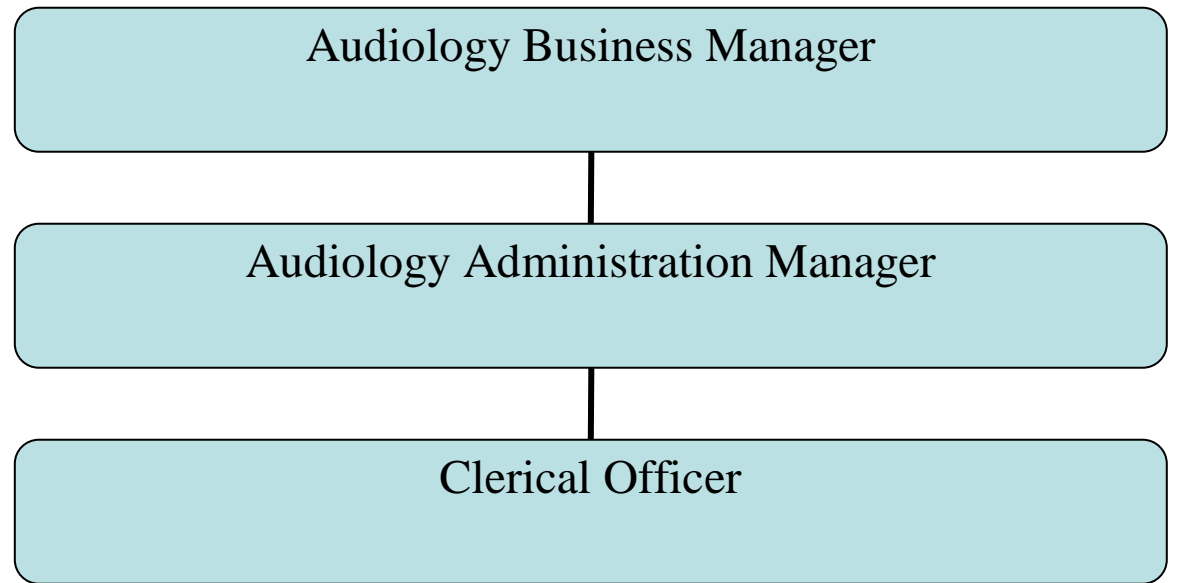 Audiology Business Manager
Audiology Administration Manager
Clerical Officer